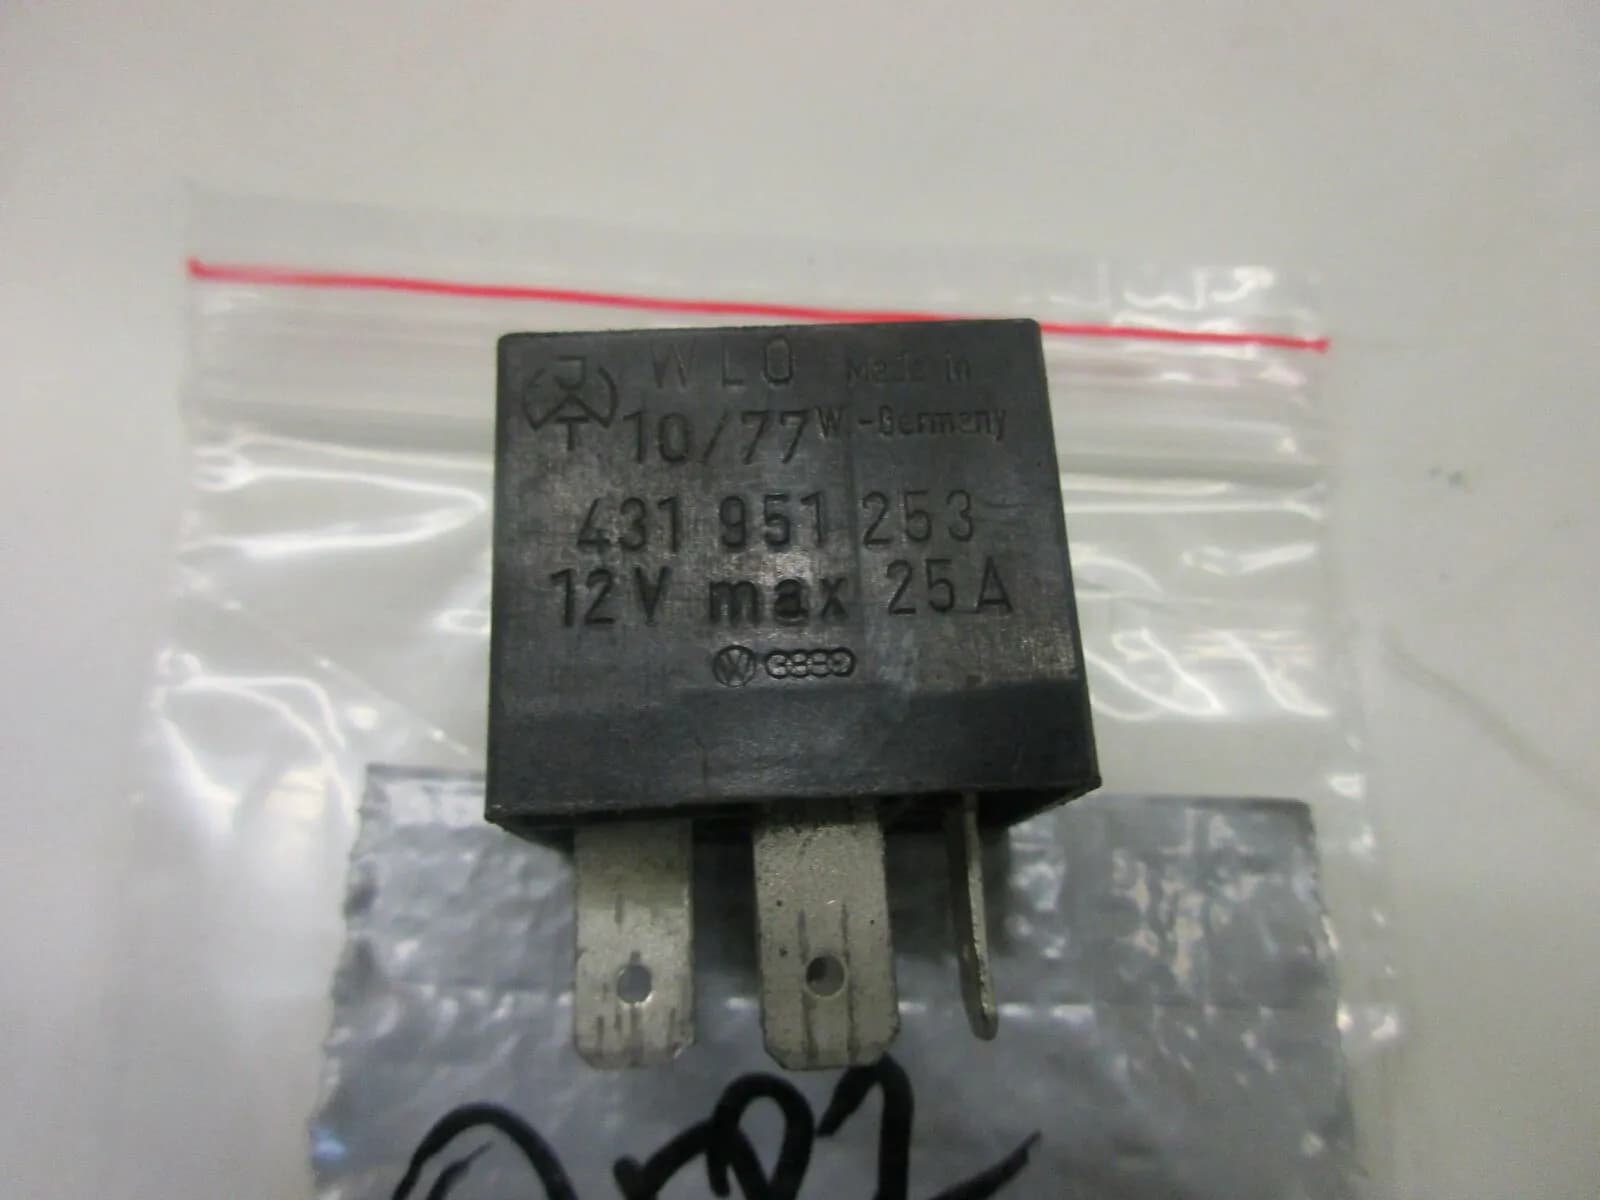 WLO Made in
10/77 W.-Germany
431 951 253
12V max 25A